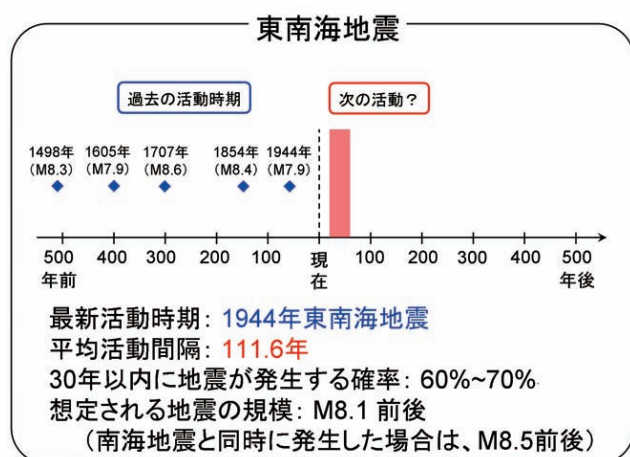 東南海地震
過去の活動時期
次の活動？
1498年 1605年 1707年 1854年 1944年
(M8.3) (M7.9) (M8.6) (M8.4) (M7.9)
500 400 300 200 100 現在 100 200 300 400 500
年前 年後
最新活動時期： 1944年東南海地震
平均活動間隔： 111.6年
30年以内に地震が発生する確率： 60%~70%
想定される地震の規模： M8.1 前後
（南海地震と同時に発生した場合は、M8.5前後）